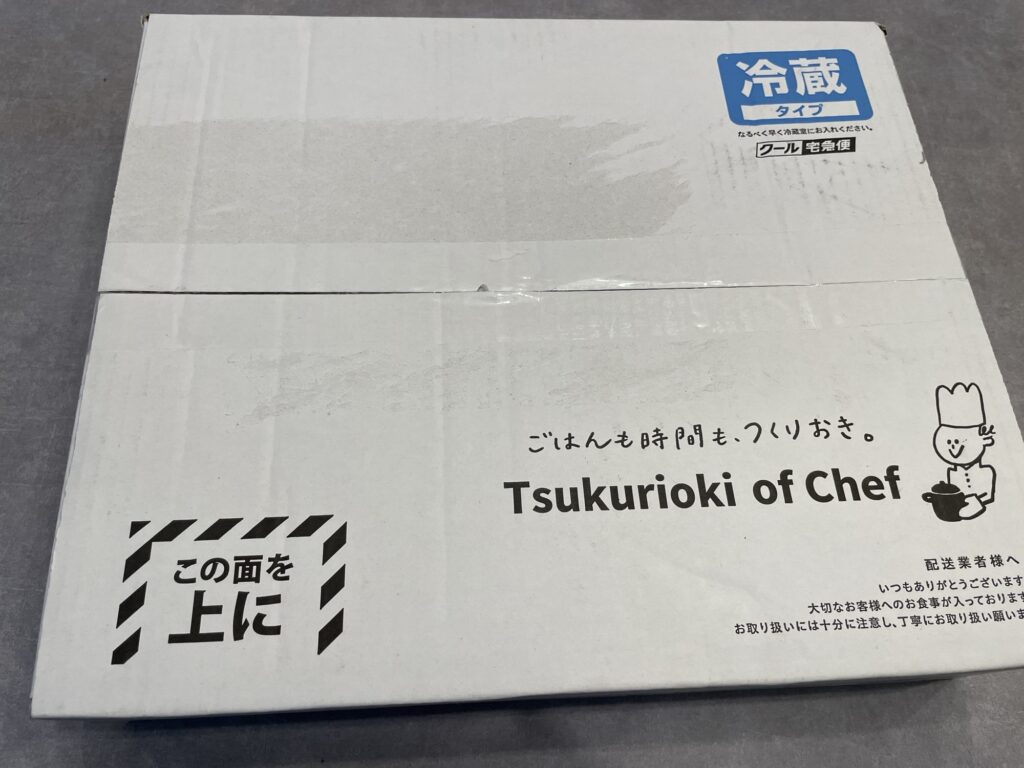 冷蔵
タイプ
なるべく早く冷蔵室にお入れください。
クール 宅急便
ごはんも時間も、つくりおき。
Tsukurioki of Chef
この面を
上に
配送業者様へ
いつもありがとうございます
大切なお客様へのお食事が入っております
お取り扱いには十分に注意し、丁寧にお取り扱い願いま